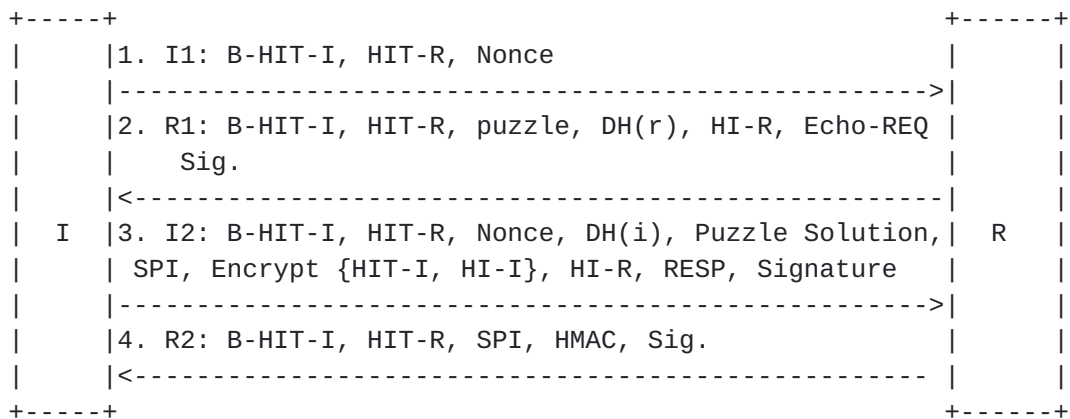 +-----+ +------+
| |1. I1: B-HIT-I, HIT-R, Nonce | |
| |---------------------------------------------------->| |
| |2. R1: B-HIT-I, HIT-R, puzzle, DH(r), HI-R, Echo-REQ | |
| | Sig. | |
| |<----------------------------------------------------| |
| I |3. I2: B-HIT-I, HIT-R, Nonce, DH(i), Puzzle Solution,| R |
| | SPI, Encrypt {HIT-I, HI-I}, HI-R, RESP, Signature | |
| |---------------------------------------------------->| |
| |4. R2: B-HIT-I, HIT-R, SPI, HMAC, Sig. | |
| |<--------------------------------------------------- | |
+-----+ +------+